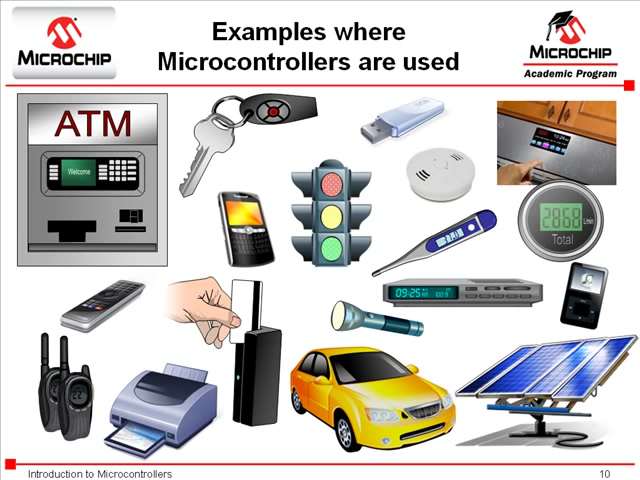 Examples where
Microcontrollers are used
MICROCHIP
MICROCHIP
Academic Program
ATM
Welcome
2868
L/min
Total
09:25
Introduction to Microcontrollers
10